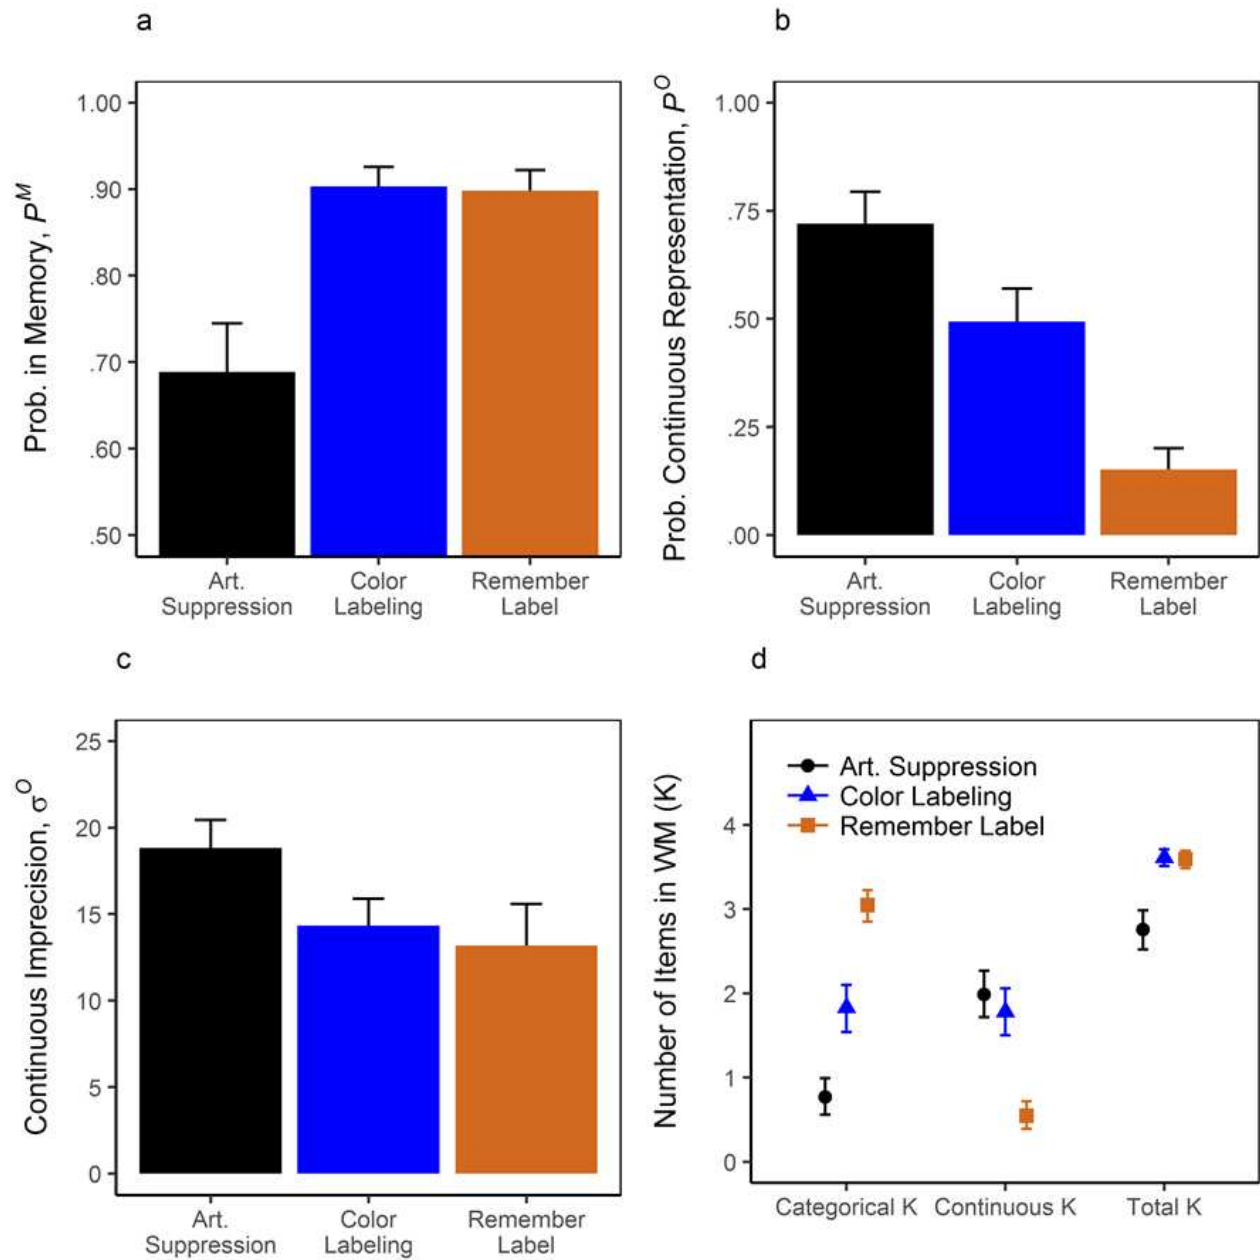 a
Prob. in Memory, P^M
1.00
.90
.80
.70
.60
.50
Art.
Suppression
Color
Labeling
Remember
Label
b
Prob. Continuous Representation, P^O
1.00
.75
.50
.25
.00
Art.
Suppression
Color
Labeling
Remember
Label
c
Continuous Imprecision, σ^O
25
20
15
10
5
0
Art.
Suppression
Color
Labeling
Remember
Label
d
Number of Items in WM (K)
4
3
2
1
0
Art. Suppression
Color Labeling
Remember Label
Categorical K
Continuous K
Total K